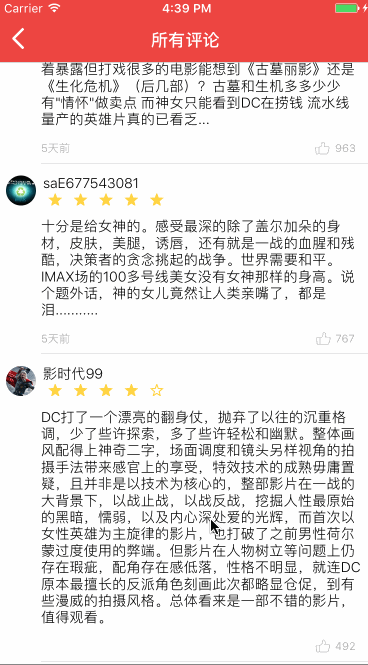 Carrier 4:39 PM
所有评论
着暴露但打戏很多的电影能想到《古墓丽影》还是
《生化危机》（后几部）？古墓和生机多多少少
有"情怀"做卖点 而神女只能看到DC在捞钱 流水线
量产的英雄片真的已看乏...
5天前 963
saE677543081
十分是给女神的。感受最深的除了盖尔加朵的身
材，皮肤，美腿，诱唇，还有就是一战的血腥和残
酷，决策者的贪念挑起的战争。世界需要和平。
IMAX场的100多号线美女没有女神那样的身高。说
个题外话，神的女儿竟然让人类亲嘴了，都是
泪...........
5天前 767
影时代99
DC打了一个漂亮的翻身仗，抛弃了以往的沉重格
调，少了些许探索，多了些许轻松和幽默。整体画
风配得上神奇二字，场面调度和镜头另样视角的拍
摄手法带来感官上的享受，特效技术的成熟毋庸置
疑，且并非是以技术为核心的，整部影片在一战的
大背景下，以战止战，以战反战，挖掘人性最原始
的黑暗，懦弱，以及内心深处爱的光辉，而首次以
女性英雄为主旋律的影片，也打破了之前男性荷尔
蒙过度使用的弊端。但影片在人物树立等问题上仍
存在瑕疵，配角存在感低落，性格不明显，就连DC
原本最擅长的反派角色刻画此次都略显仓促，到有
些漫威的拍摄风格。总体看来是一部不错的影片，
值得观看。
492